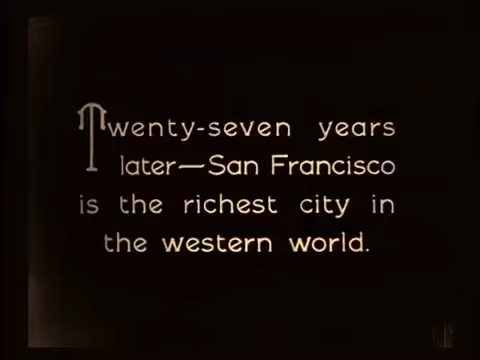 Twenty-seven years
later—San Francisco
is the richest city in
the western world.